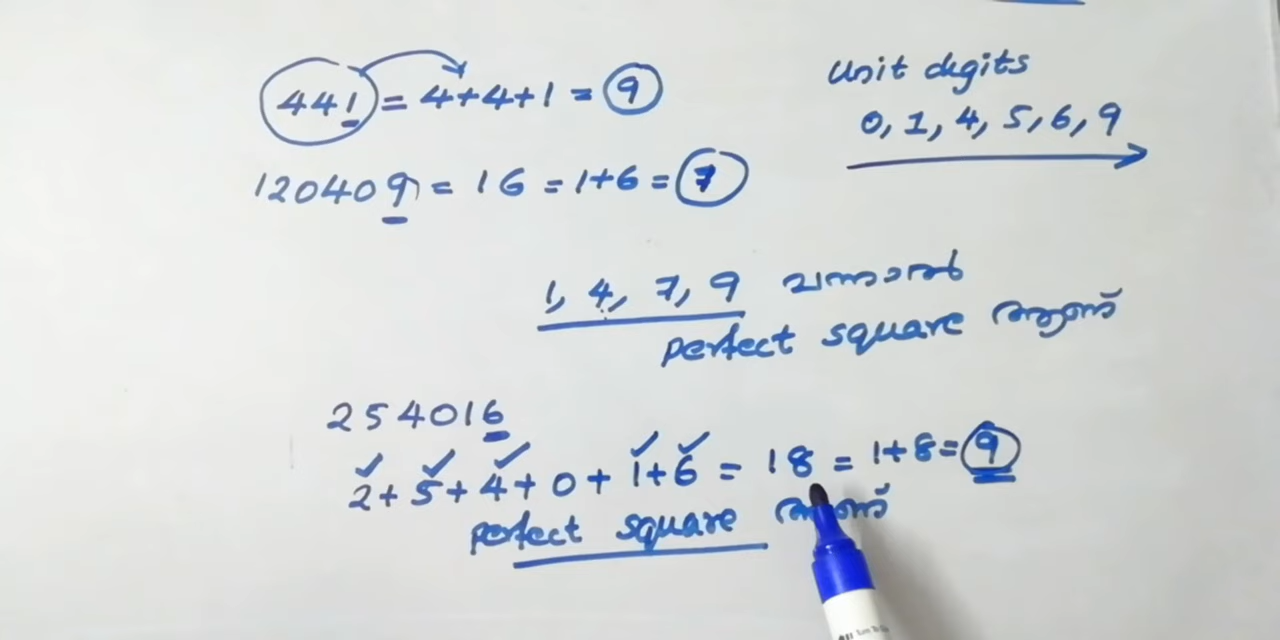 441 = 4+4+1 = 9
unit digits
0, 1, 4, 5, 6, 9
120409 = 16 = 1+6 = 7
1, 4, 7, 9 വന്നാൽ
perfect square ആണ്
254016
2+5+4+0+1+6 = 18 = 1+8= 9
perfect square ആണ്